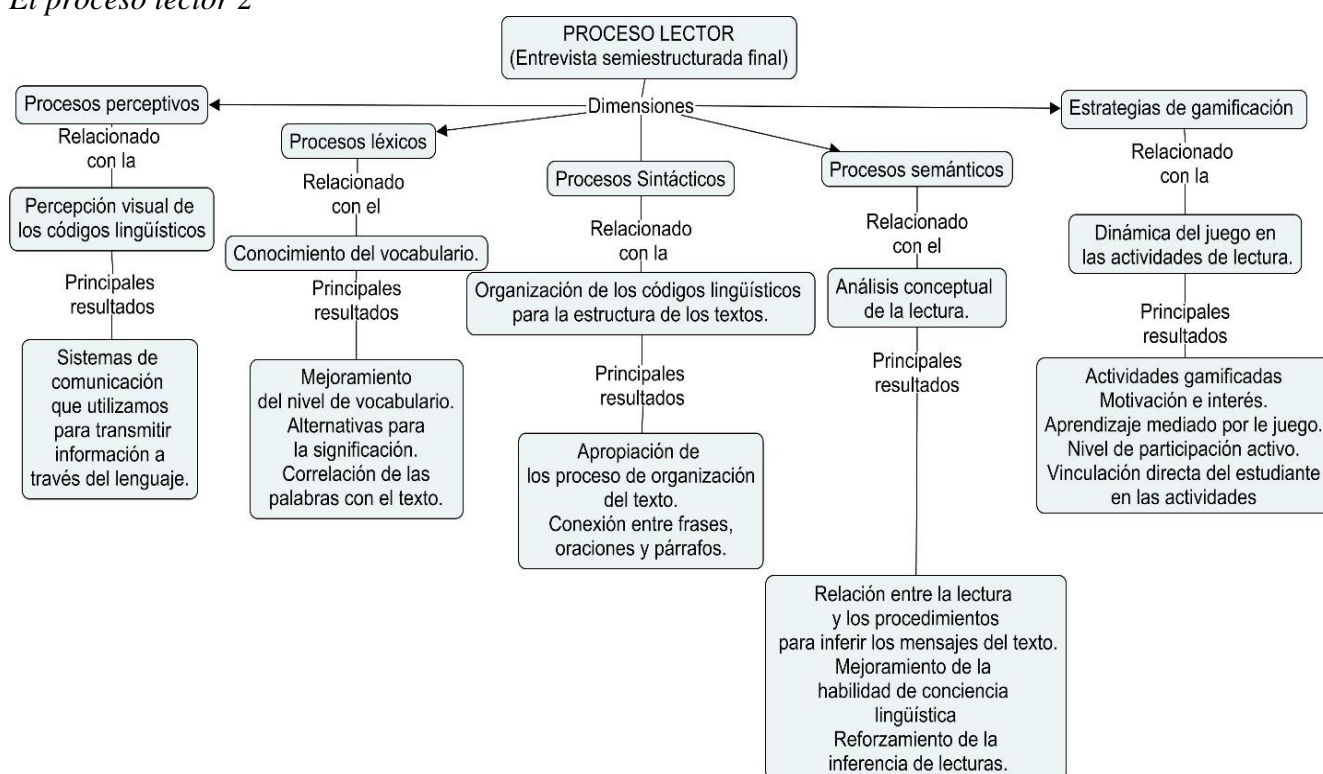 El proceso lector 2
PROCESO LECTOR
(Entrevista semiestructurada final)
Dimensiones
Procesos perceptivos
Relacionado
con la
Percepción visual de
los códigos lingüísticos
Principales
resultados
Sistemas de
comunicación
que utilizamos
para transmitir
información a
través del lenguaje.
Procesos léxicos
Relacionado
con el
Conocimiento del vocabulario.
Principales
resultados
Mejoramiento
del nivel de vocabulario.
Alternativas para
la significación.
Correlación de las
palabras con el texto.
Procesos Sintácticos
Relacionado
con la
Organización de los códigos lingüísticos
para la estructura de los textos.
Principales
resultados
Apropiación de
los proceso de organización
del texto.
Conexión entre frases,
oraciones y párrafos.
Procesos semánticos
Relacionado
con el
Análisis conceptual
de la lectura.
Principales
resultados
Relación entre la lectura
y los procedimientos
para inferir los mensajes del texto.
Mejoramiento de la
habilidad de conciencia
lingüística
Reforzamiento de la
inferencia de lecturas.
Estrategias de gamificación
Relacionado
con la
Dinámica del juego en
las actividades de lectura.
Principales
resultados
Actividades gamificadas
Motivación e interés.
Aprendizaje mediado por le juego.
Nivel de participación activo.
Vinculación directa del estudiante
en las actividades